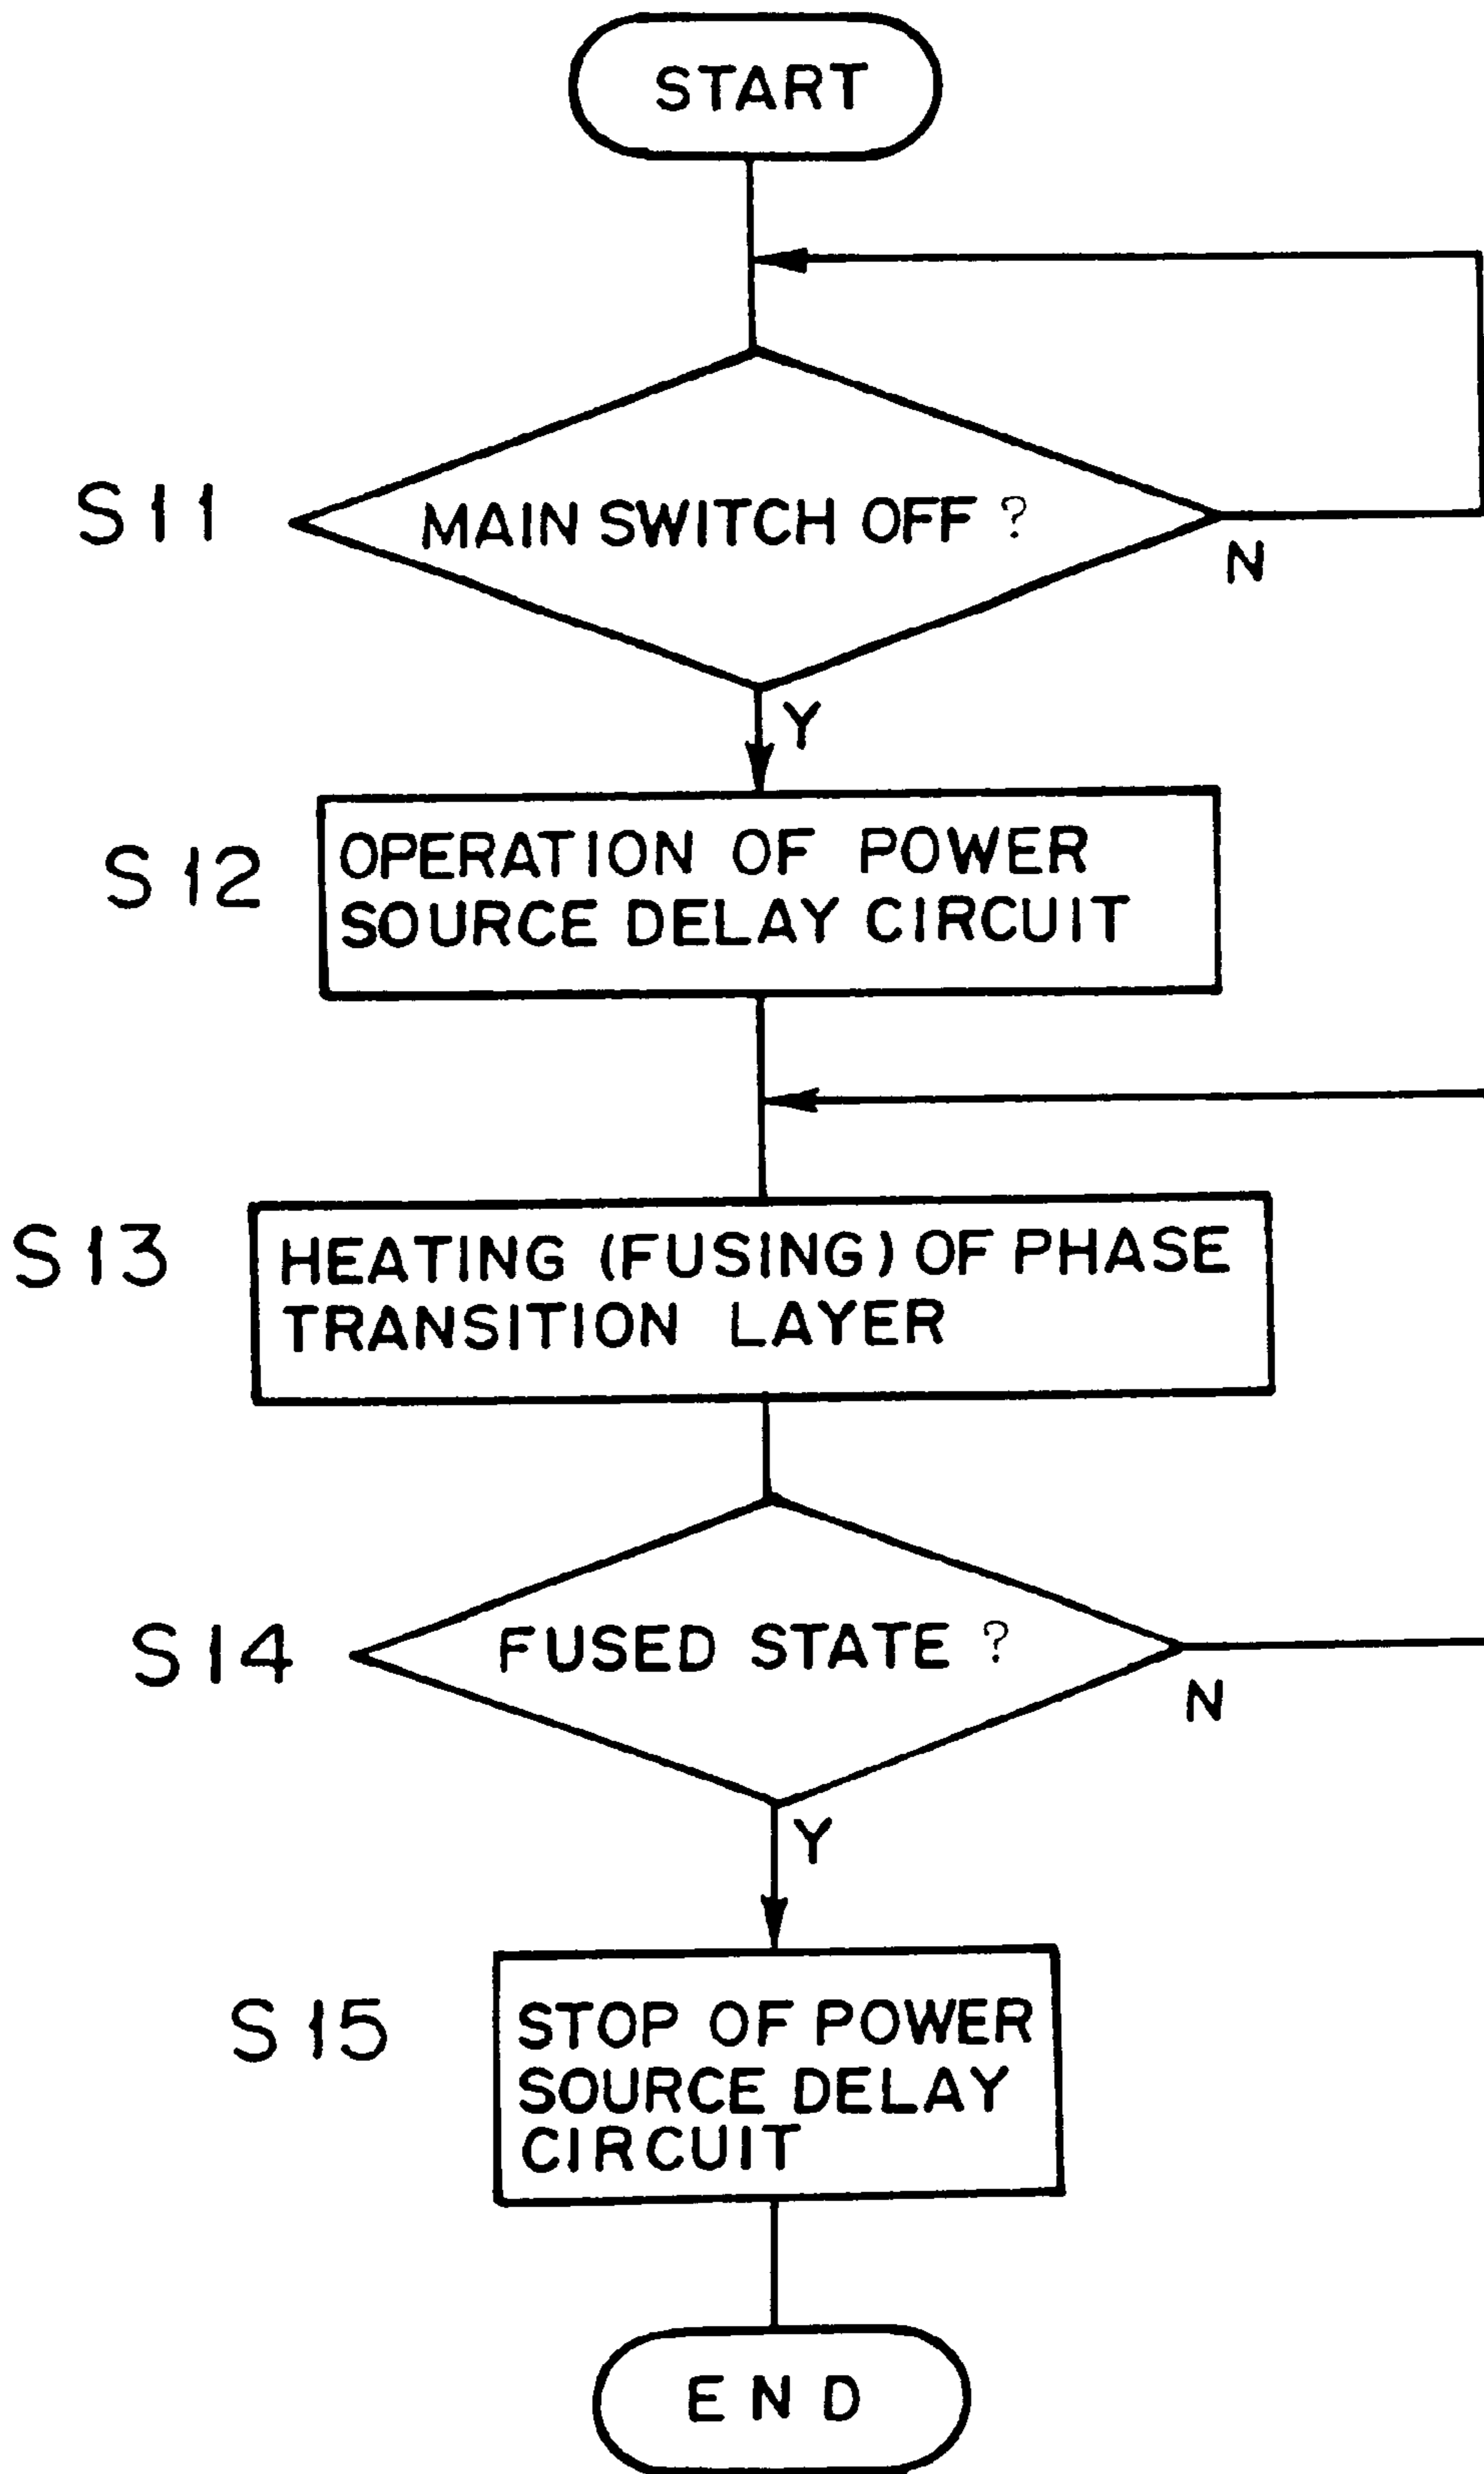 START
S11
MAIN SWITCH OFF ?
N
Y
S12
OPERATION OF POWER
SOURCE DELAY CIRCUIT
S13
HEATING (FUSING) OF PHASE
TRANSITION LAYER
S14
FUSED STATE ?
N
Y
S15
STOP OF POWER
SOURCE DELAY
CIRCUIT
END